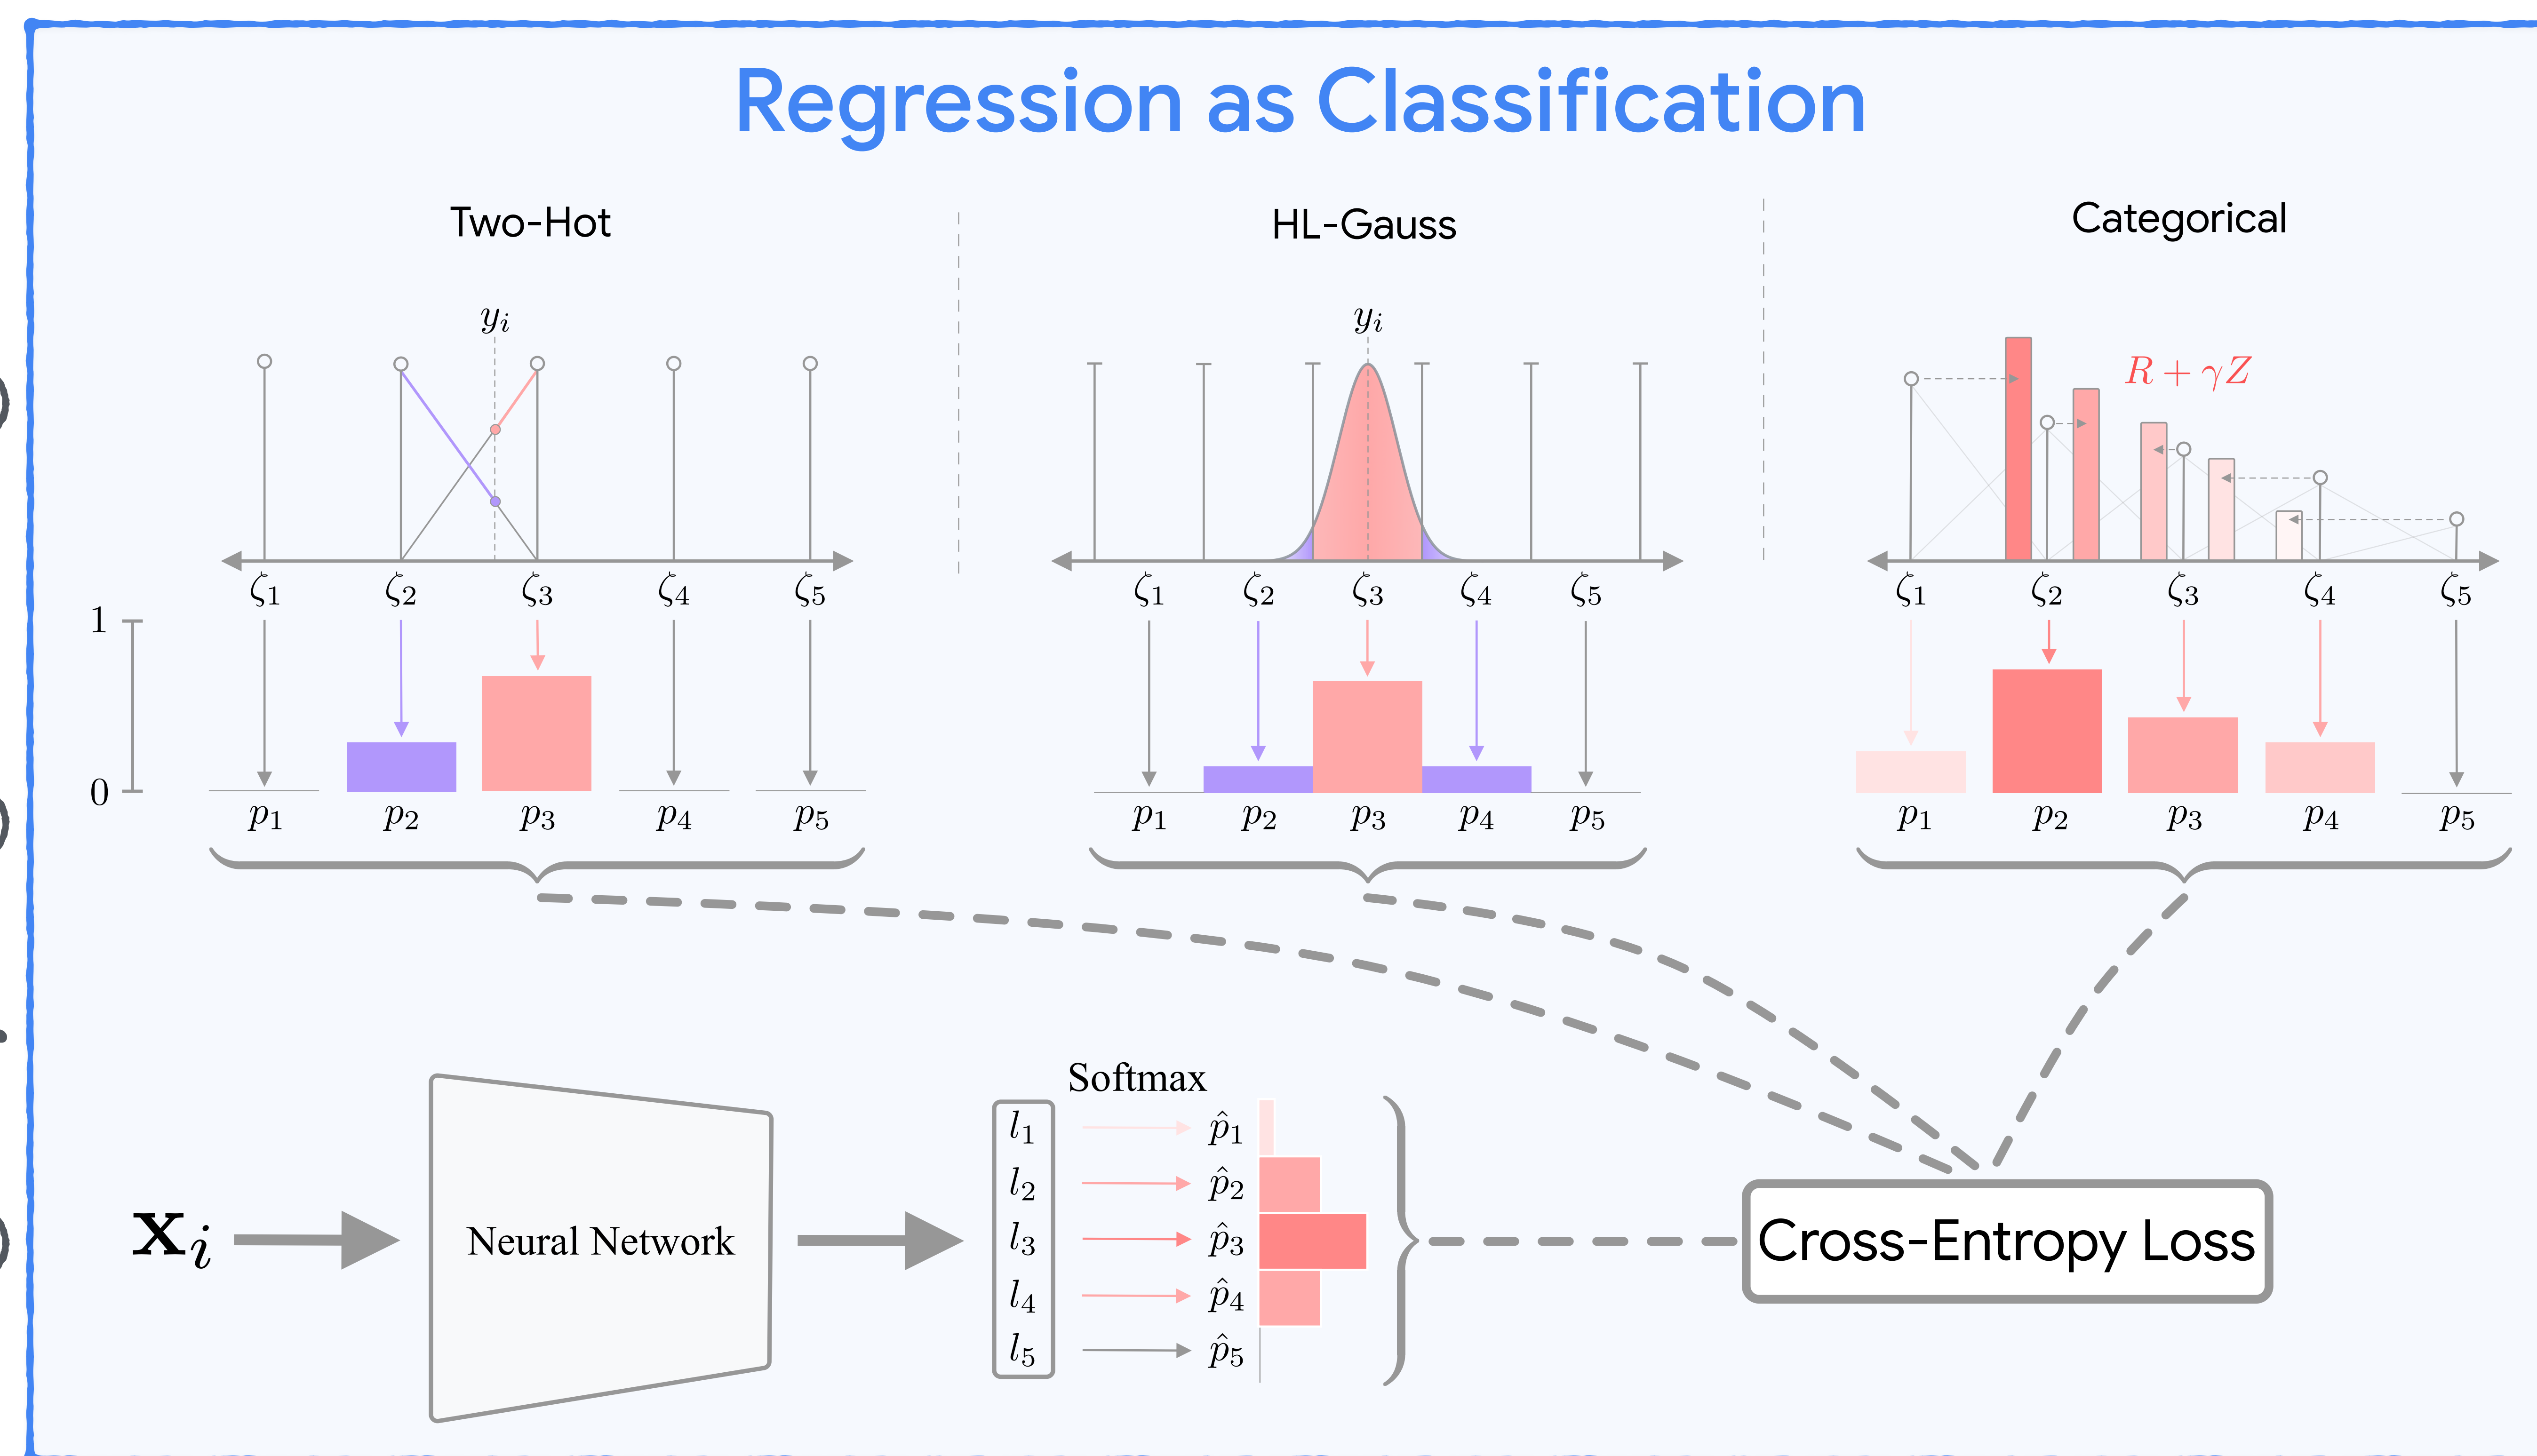 Regression as Classification
Two-Hot
HL-Gauss
Categorical
yᵢ
yᵢ
R + γZ
ζ₁ ζ₂ ζ₃ ζ₄ ζ₅
ζ₁ ζ₂ ζ₃ ζ₄ ζ₅
ζ₁ ζ₂ ζ₃ ζ₄ ζ₅
1
0
p₁ p₂ p₃ p₄ p₅
p₁ p₂ p₃ p₄ p₅
p₁ p₂ p₃ p₄ p₅
Softmax
l₁ p̂₁
l₂ p̂₂
l₃ p̂₃
l₄ p̂₄
l₅ p̂₅
𝐱ᵢ
Neural Network
Cross-Entropy Loss